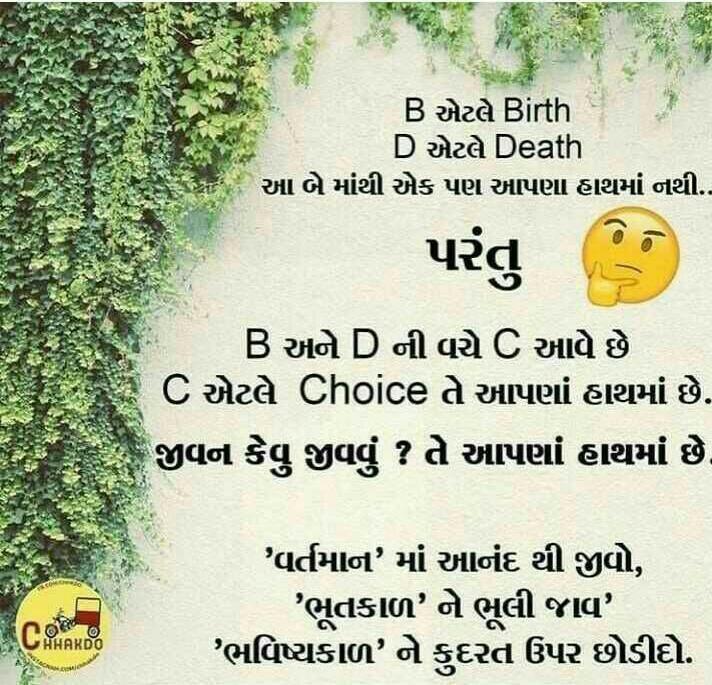 B એટલે Birth
D એટલે Death
આ બે માંથી એક પણ આપણા હાથમાં નથી..
પરંતુ
B અને D ની વચે C આવે છે
C એટલે Choice તે આપણાં હાથમાં છે.
જીવન કેવુ જીવવું ? તે આપણાં હાથમાં છે.
’વર્તમાન’ માં આનંદ થી જીવો,
’ભૂતકાળ’ ને ભૂલી જાવ’
’ભવિષ્યકાળ’ ને કુદરત ઉપર છોડીદો.
CHHAKDO